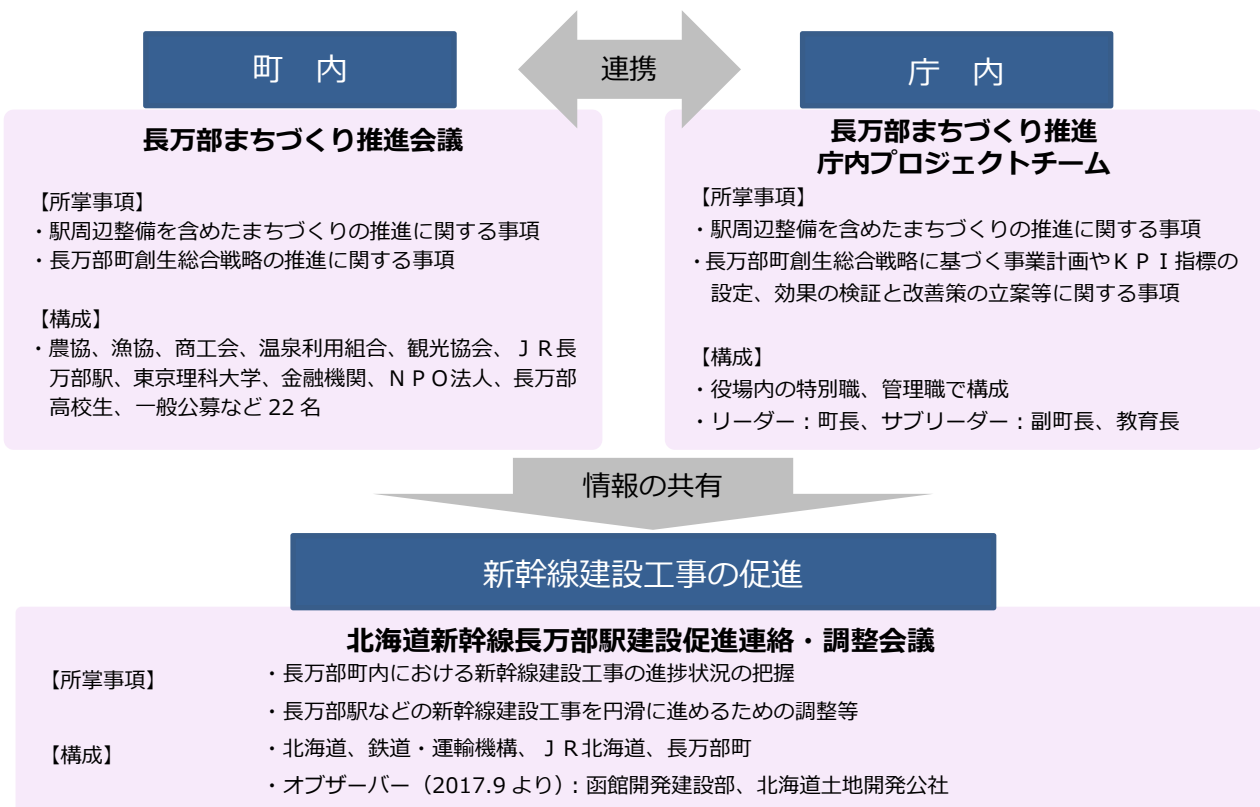 町　内
連携
庁　内
長万部まちづくり推進会議
【所掌事項】
・駅周辺整備を含めたまちづくりの推進に関する事項
・長万部町創生総合戦略の推進に関する事項
【構成】
・農協、漁協、商工会、温泉利用組合、観光協会、ＪＲ長
万部駅、東京理科大学、金融機関、ＮＰＯ法人、長万部
高校生、一般公募など 22 名
長万部まちづくり推進
庁内プロジェクトチーム
【所掌事項】
・駅周辺整備を含めたまちづくりの推進に関する事項
・長万部町創生総合戦略に基づく事業計画やＫＰＩ指標の
設定、効果の検証と改善策の立案等に関する事項
【構成】
・役場内の特別職、管理職で構成
・リーダー：町長、サブリーダー：副町長、教育長
情報の共有
新幹線建設工事の促進
北海道新幹線長万部駅建設促進連絡・調整会議
【所掌事項】
・長万部町内における新幹線建設工事の進捗状況の把握
・長万部駅などの新幹線建設工事を円滑に進めるための調整等
【構成】
・北海道、鉄道・運輸機構、ＪＲ北海道、長万部町
・オブザーバー（2017.9 より）：函館開発建設部、北海道土地開発公社